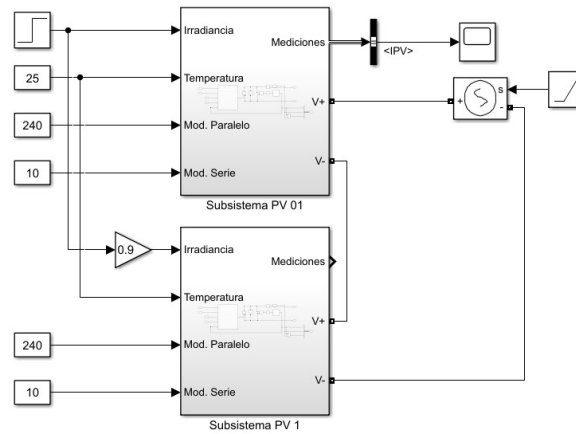 Irradiancia
Mediciones
<IPV>
25
Temperatura
s
+
-
V+
240
Mod. Paralelo
V-
10
Mod. Serie
Subsistema PV 01
0.9
Irradiancia
Mediciones
Temperatura
V+
240
Mod. Paralelo
V-
10
Mod. Serie
Subsistema PV 1